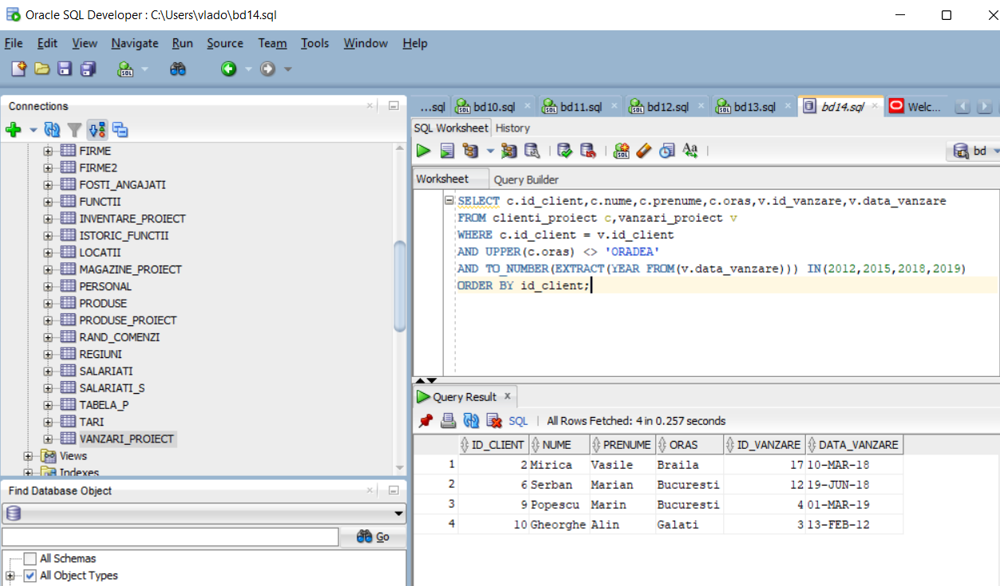 Oracle SQL Developer : C:\Users\vlado\bd14.sql
File Edit View Navigate Run Source Team Tools Window Help
Connections
FIRME
FIRME2
FOSTI_ANGAJATI
FUNCTII
INVENTARE_PROIECT
ISTORIC_FUNCTII
LOCATII
MAGAZINE_PROIECT
PERSONAL
PRODUSE
PRODUSE_PROIECT
RAND_COMENZI
REGIUNI
SALARIATI
SALARIATI_S
TABELA_P
TARI
VANZARI_PROIECT
Views
Indexes
Find Database Object
Go
All Schemas
All Object Types
...sql bd10.sql bd11.sql bd12.sql bd13.sql bd14.sql Welc...
SQL Worksheet History
bd
Worksheet Query Builder
SELECT c.id_client,c.nume,c.prenume,c.oras,v.id_vanzare,v.data_vanzare
FROM clienti_proiect c,vanzari_proiect v
WHERE c.id_client = v.id_client
AND UPPER(c.oras) <> 'ORADEA'
AND TO_NUMBER(EXTRACT(YEAR FROM(v.data_vanzare))) IN(2012,2015,2018,2019)
ORDER BY id_client;
Query Result
SQL | All Rows Fetched: 4 in 0.257 seconds
ID_CLIENT NUME PRENUME ORAS ID_VANZARE DATA_VANZARE
1 2 Mirica Vasile Braila 17 10-MAR-18
2 6 Serban Marian Bucuresti 12 19-JUN-18
3 9 Popescu Marin Bucuresti 4 01-MAR-19
4 10 Gheorghe Alin Galati 3 13-FEB-12